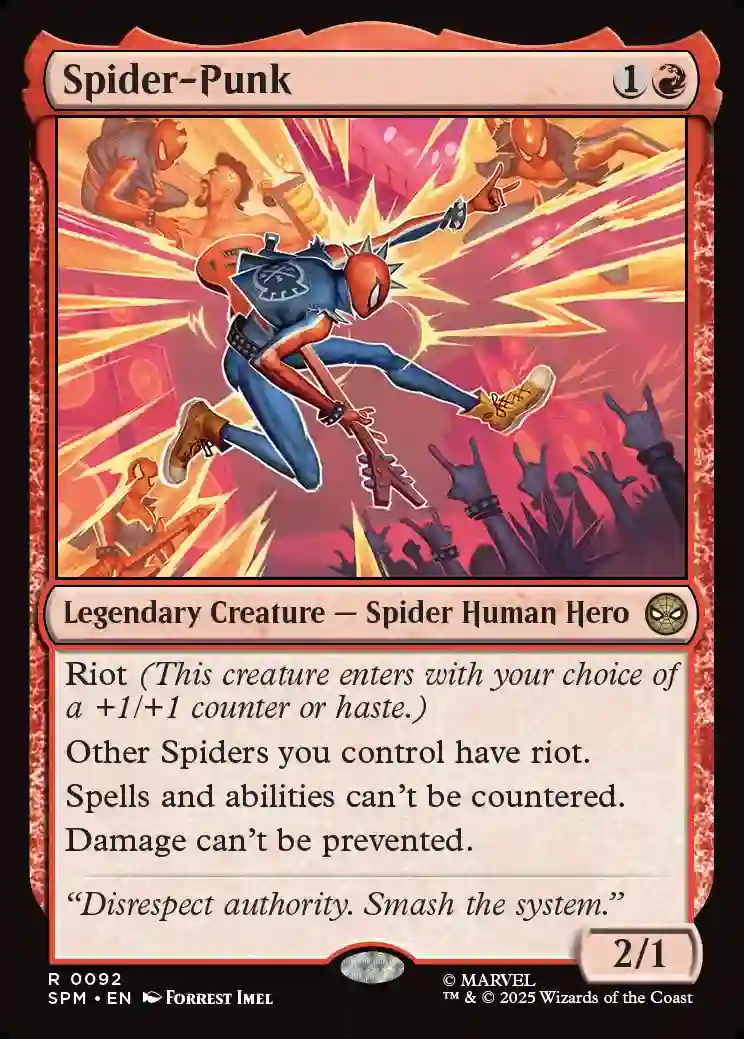 Spider-Punk 1
Legendary Creature — Spider Human Hero
Riot (This creature enters with your choice of
a +1/+1 counter or haste.)
Other Spiders you control have riot.
Spells and abilities can't be countered.
Damage can't be prevented.
“Disrespect authority. Smash the system.”
2/1
R 0092
SPM • EN Forrest Imel
© MARVEL
™ & © 2025 Wizards of the Coast